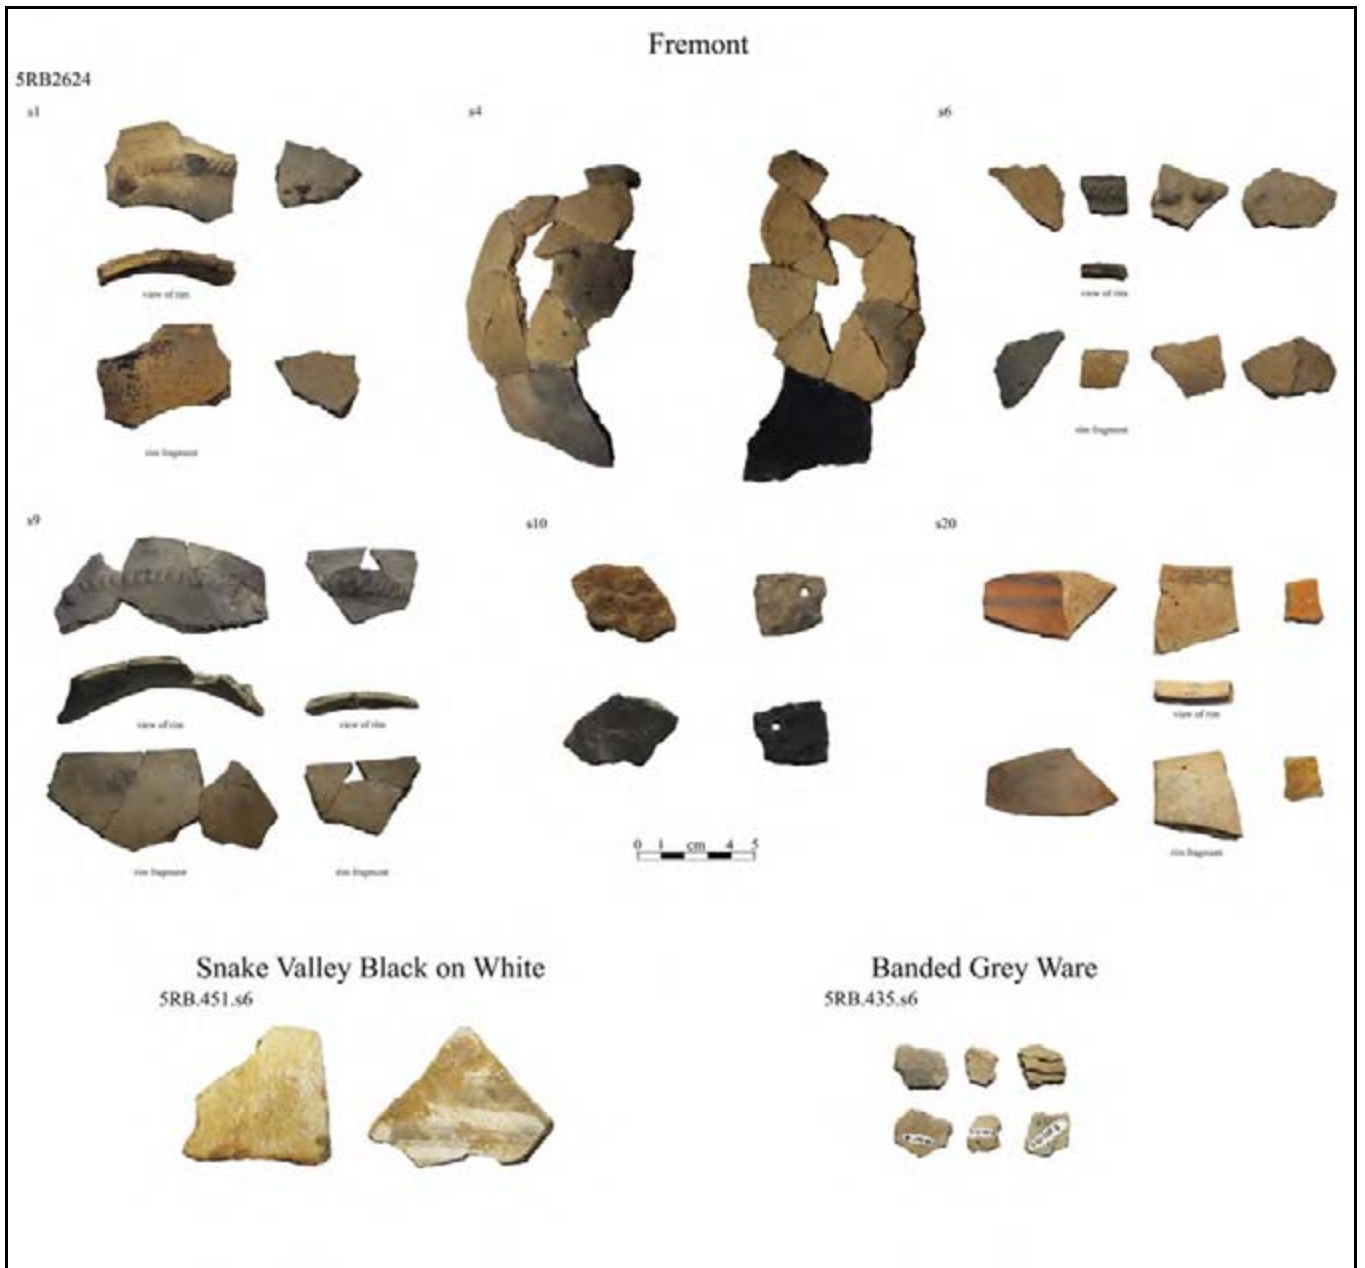 Fremont
5RB2624
s1
s4
s6
view of rim
view of rim
rim fragment
rim fragment
s9
s10
s20
view of rim
view of rim
view of rim
0 1 cm 4 5
rim fragment
rim fragment
rim fragment
Snake Valley Black on White
5RB.451.s6
Banded Grey Ware
5RB.435.s6